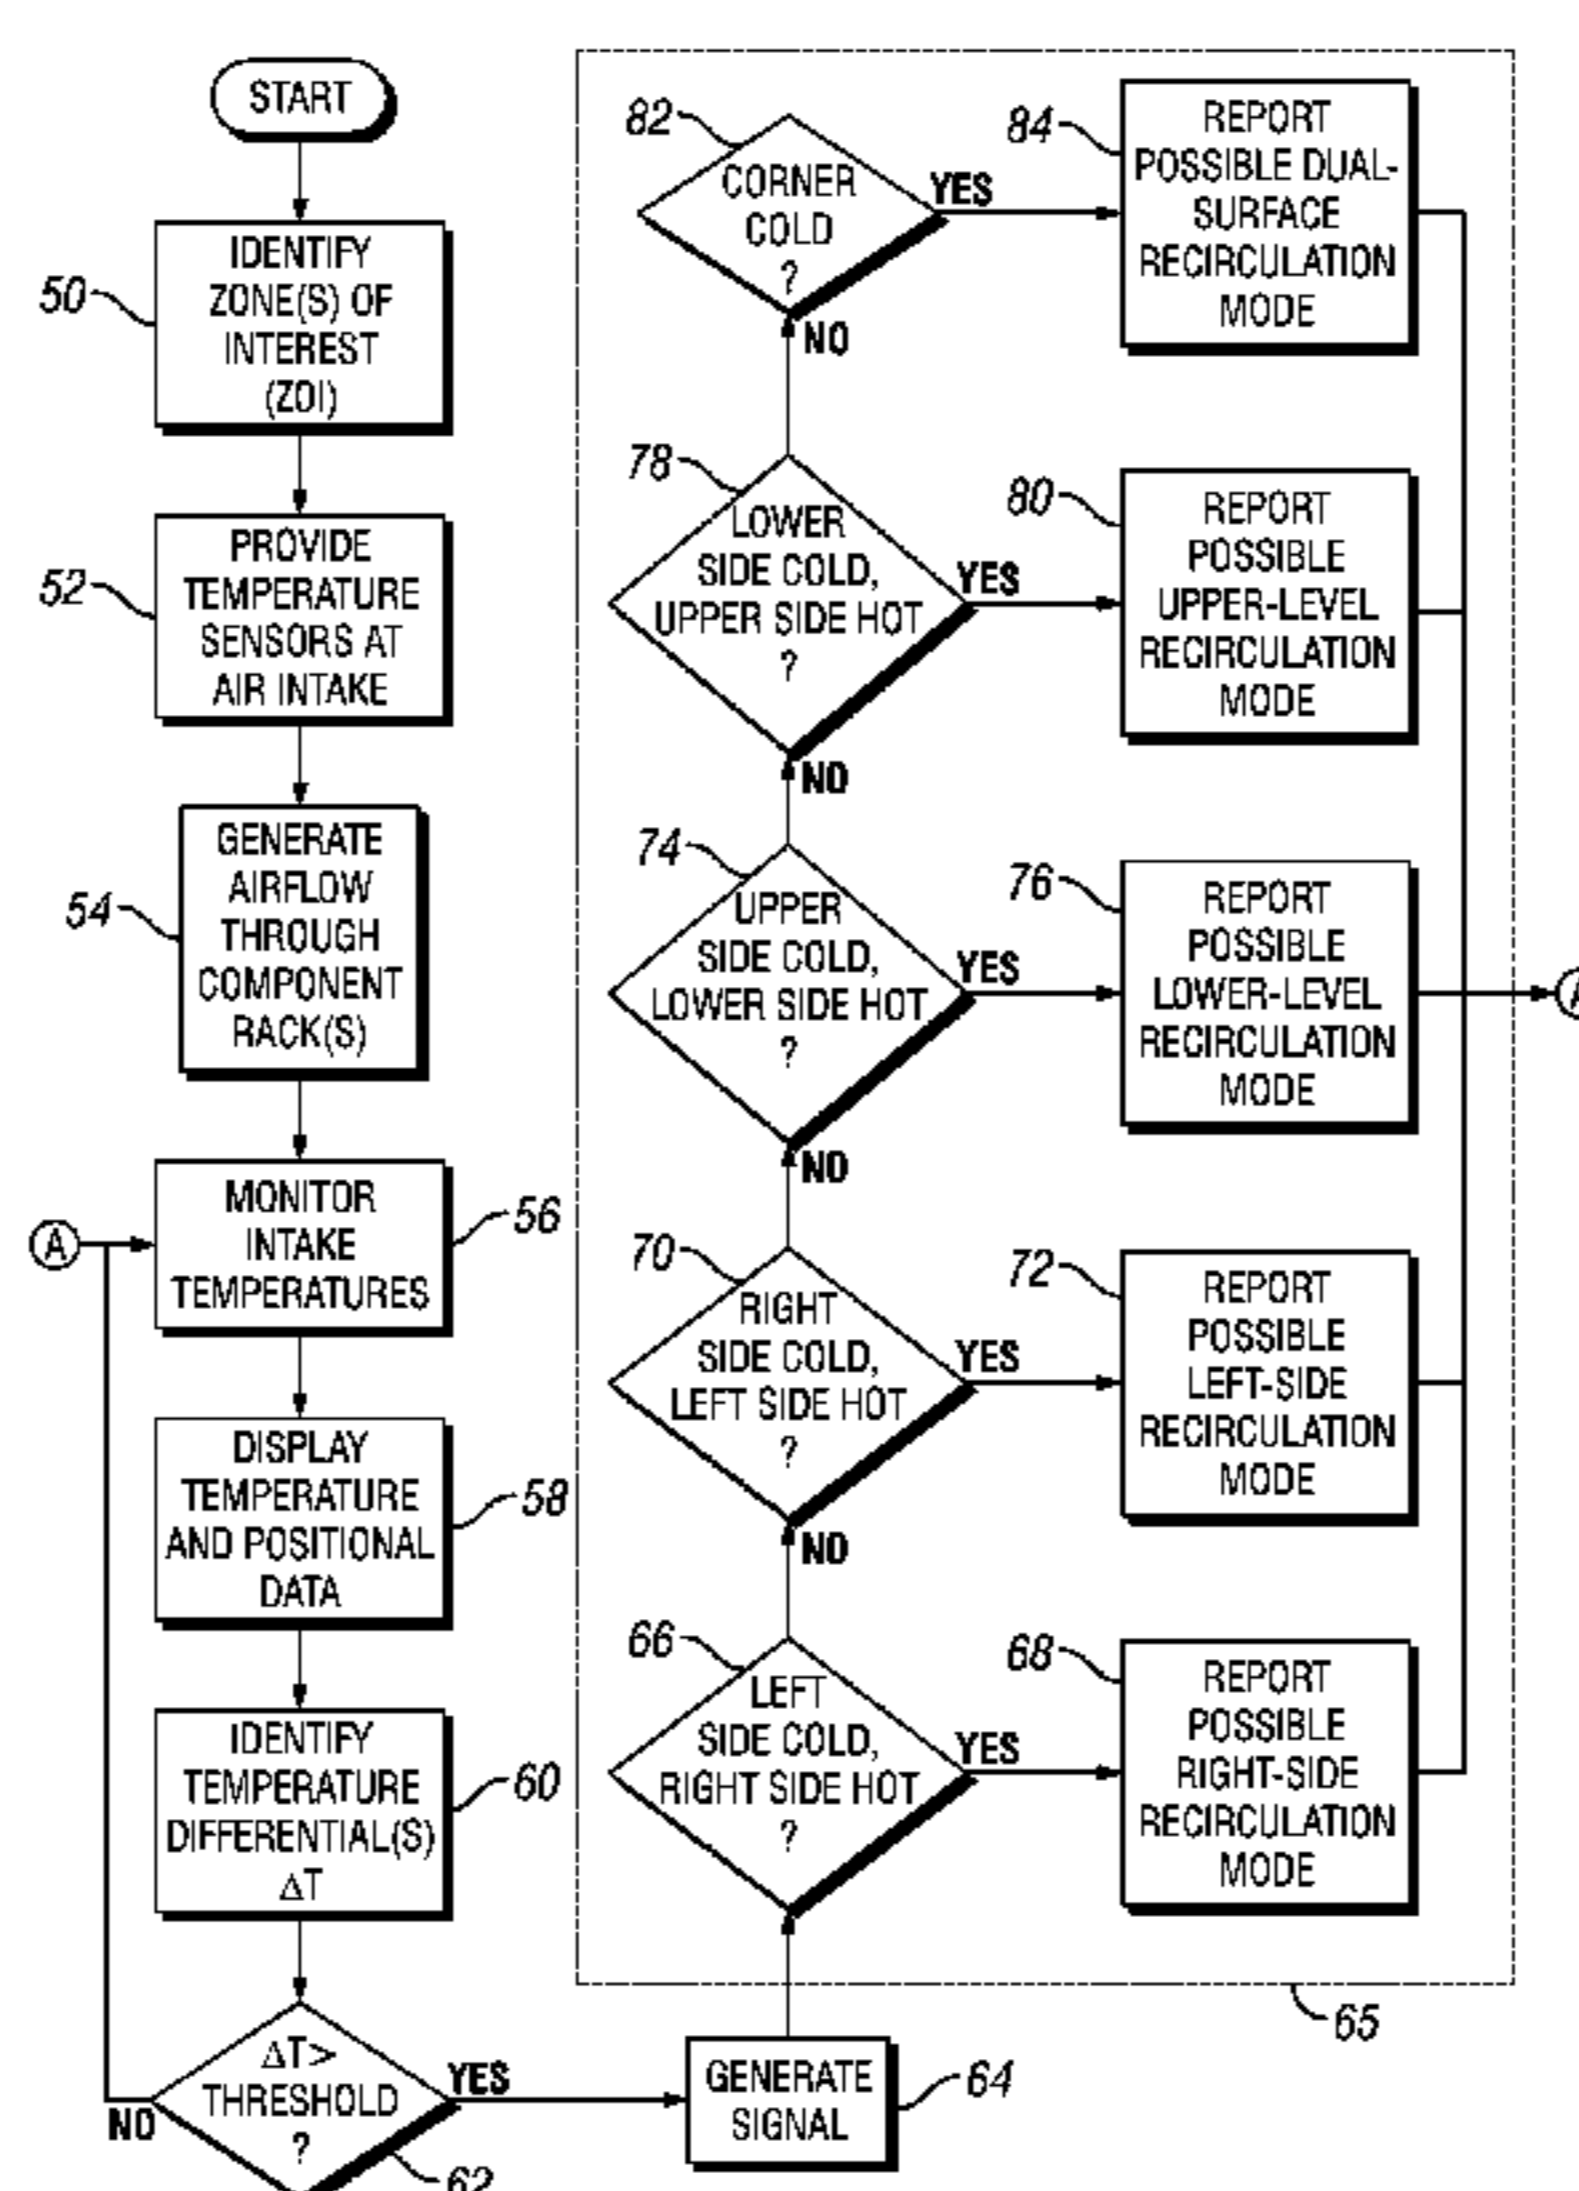 START
50
IDENTIFY
ZONE(S) OF
INTEREST
(ZOI)
52
PROVIDE
TEMPERATURE
SENSORS AT
AIR INTAKE
54
GENERATE
AIRFLOW
THROUGH
COMPONENT
RACK(S)
A
MONITOR
INTAKE
TEMPERATURES
56
DISPLAY
TEMPERATURE
AND POSITIONAL
DATA
58
IDENTIFY
TEMPERATURE
DIFFERENTIAL(S)
ΔT
60
ΔT>
THRESHOLD
?
NO
YES
62
GENERATE
SIGNAL
64
65
66
LEFT
SIDE COLD,
RIGHT SIDE HOT
?
YES
68
REPORT
POSSIBLE
RIGHT-SIDE
RECIRCULATION
MODE
NO
70
RIGHT
SIDE COLD,
LEFT SIDE HOT
?
YES
72
REPORT
POSSIBLE
LEFT-SIDE
RECIRCULATION
MODE
NO
74
UPPER
SIDE COLD,
LOWER SIDE HOT
?
YES
76
REPORT
POSSIBLE
LOWER-LEVEL
RECIRCULATION
MODE
NO
78
LOWER
SIDE COLD,
UPPER SIDE HOT
?
YES
80
REPORT
POSSIBLE
UPPER-LEVEL
RECIRCULATION
MODE
NO
82
CORNER
COLD
?
YES
84
REPORT
POSSIBLE DUAL-
SURFACE
RECIRCULATION
MODE